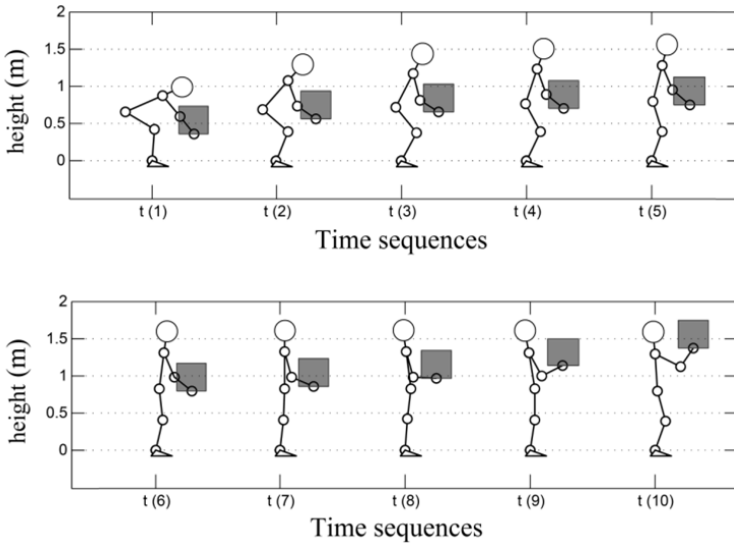 2
1.5
1
0.5
0
height (m)
t (1) t (2) t (3) t (4) t (5)
Time sequences
2
1.5
1
0.5
0
height (m)
t (6) t (7) t (8) t (9) t (10)
Time sequences